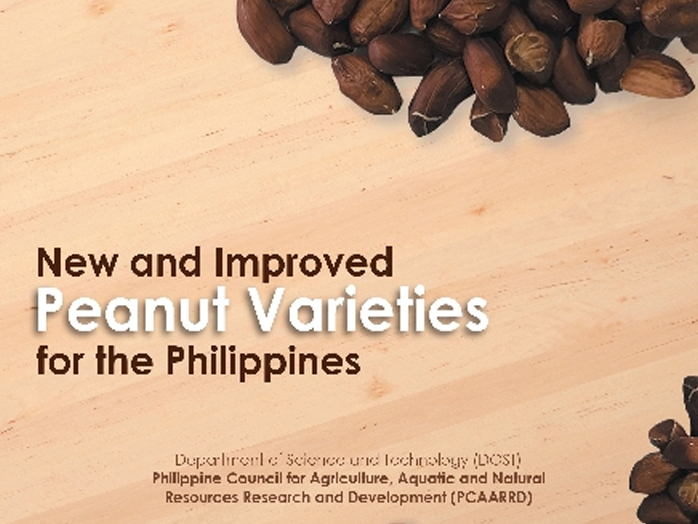 New and Improved
Peanut Varieties
for the Philippines
Department of Science and Technology (DOST)
Philippine Council for Agriculture, Aquatic and Natural
Resources Research and Development (PCAARRD)